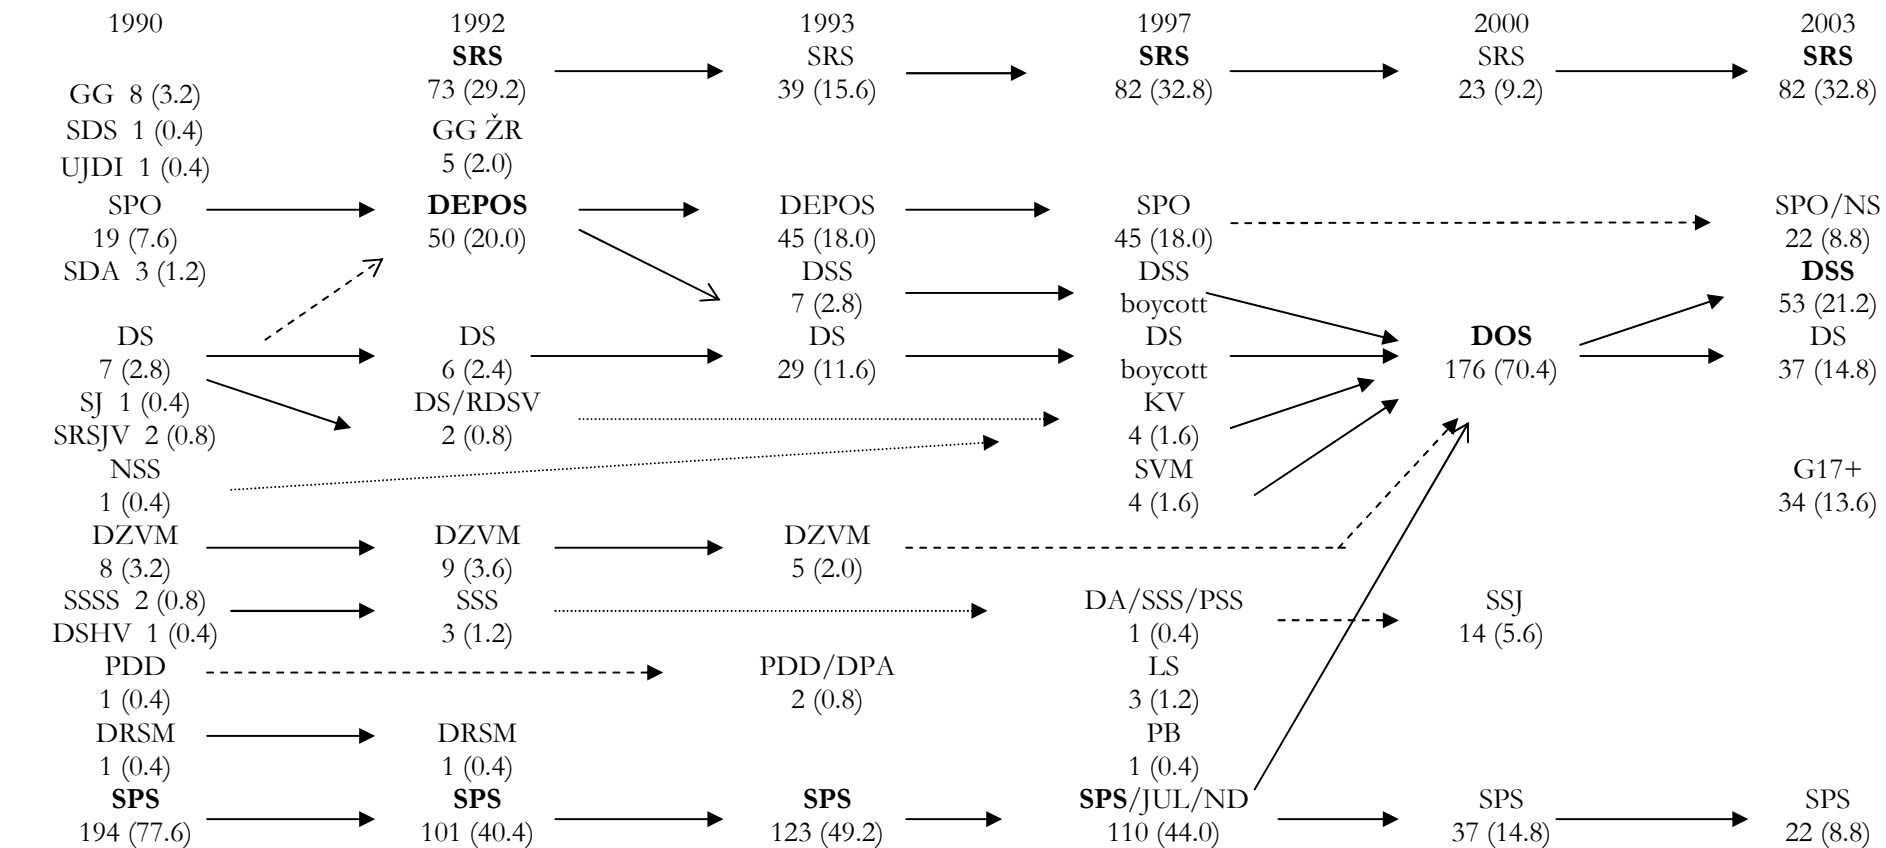 1990 1992 1993 1997 2000 2003
SRS SRS SRS SRS SRS
73 (29.2) 39 (15.6) 82 (32.8) 23 (9.2) 82 (32.8)
GG 8 (3.2)
SDS 1 (0.4) GG ŽR
UJDI 1 (0.4) 5 (2.0)
SPO DEPOS DEPOS SPO SPO/NS
19 (7.6) 50 (20.0) 45 (18.0) 45 (18.0) 22 (8.8)
SDA 3 (1.2) DSS DSS DSS
7 (2.8) boycott 53 (21.2)
DS DS DS DS DOS DS
7 (2.8) 6 (2.4) 29 (11.6) boycott 176 (70.4) 37 (14.8)
SJ 1 (0.4) DS/RDSV KV
SRSJV 2 (0.8) 2 (0.8) 4 (1.6)
NSS SVM G17+
1 (0.4) 4 (1.6) 34 (13.6)
DZVM DZVM DZVM
8 (3.2) 9 (3.6) 5 (2.0)
SSSS 2 (0.8) SSS DA/SSS/PSS SSJ
DSHV 1 (0.4) 3 (1.2) 1 (0.4) 14 (5.6)
PDD PDD/DPA LS
1 (0.4) 2 (0.8) 3 (1.2)
DRSM DRSM PB
1 (0.4) 1 (0.4) 1 (0.4)
SPS SPS SPS SPS/JUL/ND SPS SPS
194 (77.6) 101 (40.4) 123 (49.2) 110 (44.0) 37 (14.8) 22 (8.8)